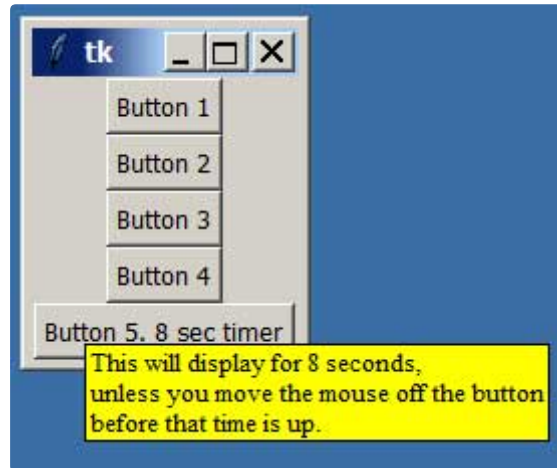 tk
Button 1
Button 2
Button 3
Button 4
Button 5. 8 sec timer
This will display for 8 seconds,
unless you move the mouse off the button
before that time is up.